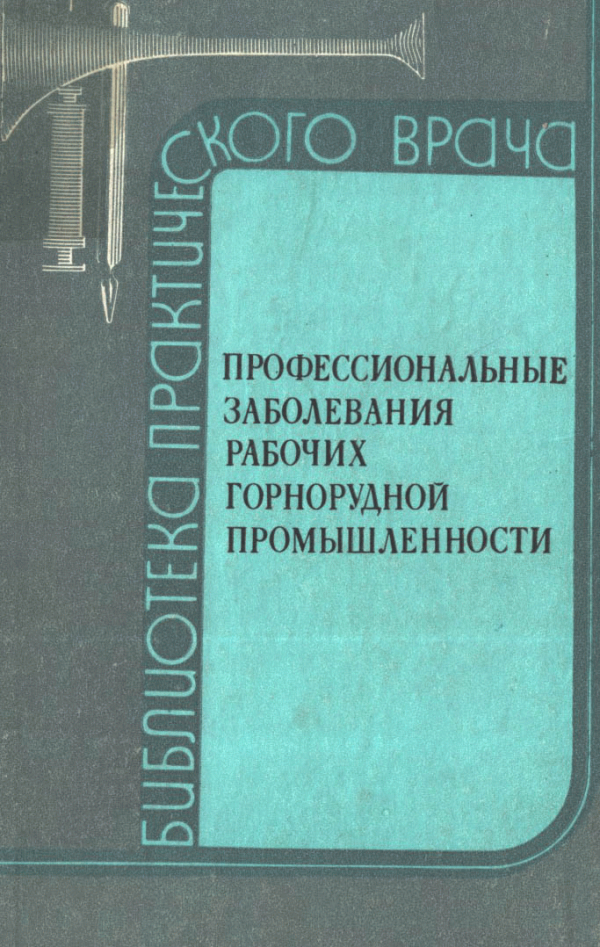 БИБЛИОТЕКА ПРАКТИЧЕСКОГО ВРАЧА
ПРОФЕССИОНАЛЬНЫЕ
ЗАБОЛЕВАНИЯ
РАБОЧИХ
ГОРНОРУДНОЙ
ПРОМЫШЛЕННОСТИ